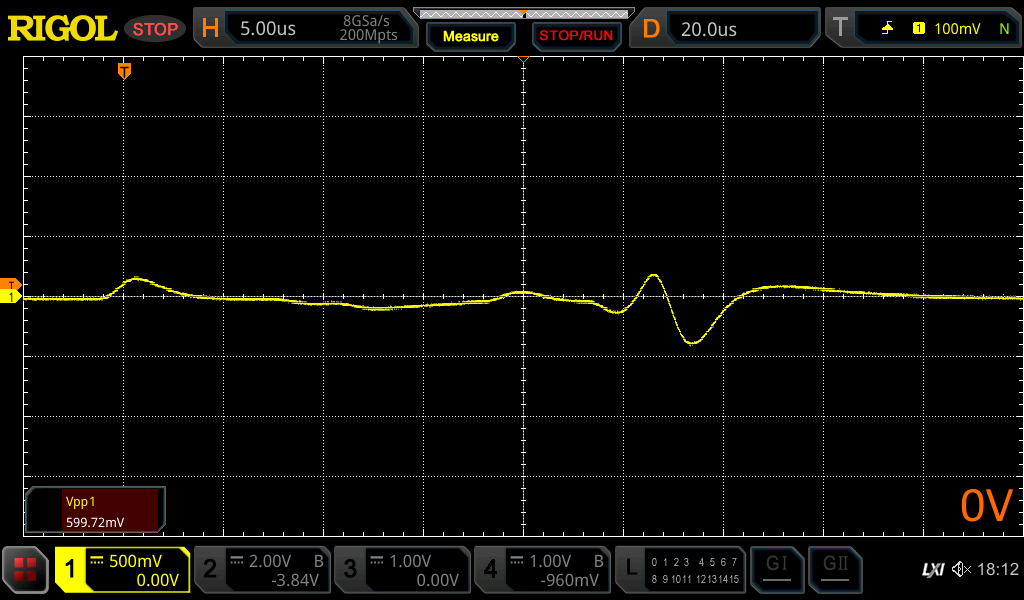 RIGOL STOP H 5.00us 8GSa/s 200Mpts Measure STOP/RUN D 20.0us T 1 100mV N
T
T
1
Vpp1
599.72mV
0V
1 500mV 0.00V 2 2.00V B -3.84V 3 1.00V 0.00V 4 1.00V B -960mV L 0 1 2 3 4 5 6 7 8 9 10 11 12 13 14 15 GI GII LXI 18:12